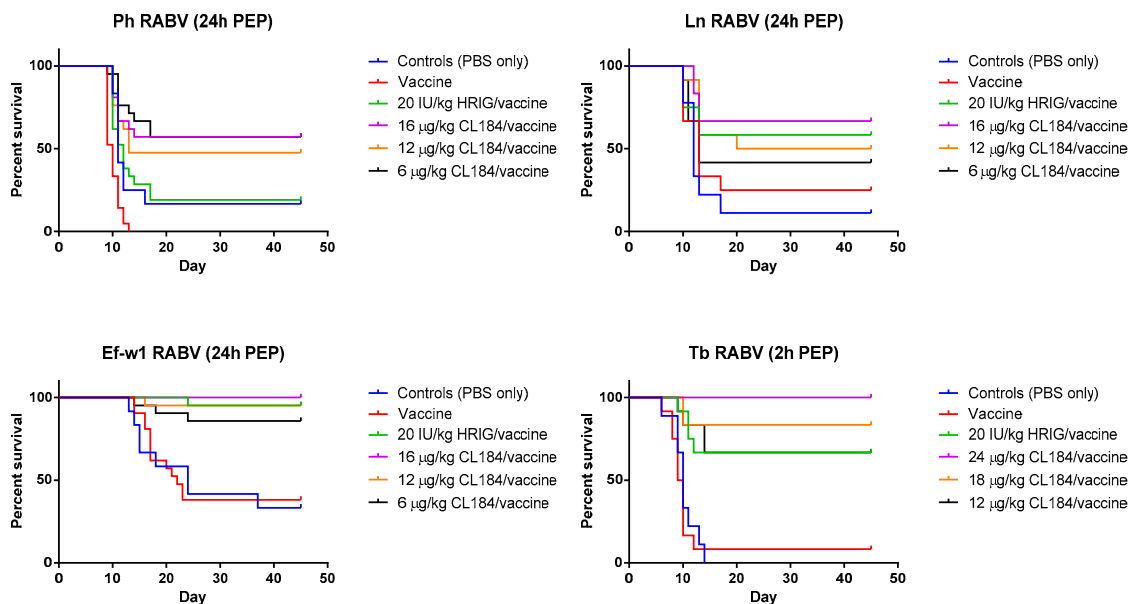 Ph RABV (24h PEP)
Percent survival
100
50
0
0 10 20 30 40 50
Day
Controls (PBS only)
Vaccine
20 IU/kg HRIG/vaccine
16 µg/kg CL184/vaccine
12 µg/kg CL184/vaccine
6 µg/kg CL184/vaccine
Ln RABV (24h PEP)
Percent survival
100
50
0
0 10 20 30 40 50
Day
Controls (PBS only)
Vaccine
20 IU/kg HRIG/vaccine
16 µg/kg CL184/vaccine
12 µg/kg CL184/vaccine
6 µg/kg CL184/vaccine
Ef-w1 RABV (24h PEP)
Percent survival
100
50
0
0 10 20 30 40 50
Day
Controls (PBS only)
Vaccine
20 IU/kg HRIG/vaccine
16 µg/kg CL184/vaccine
12 µg/kg CL184/vaccine
6 µg/kg CL184/vaccine
Tb RABV (2h PEP)
Percent survival
100
50
0
0 10 20 30 40 50
Day
Controls (PBS only)
Vaccine
20 IU/kg HRIG/vaccine
24 µg/kg CL184/vaccine
18 µg/kg CL184/vaccine
12 µg/kg CL184/vaccine